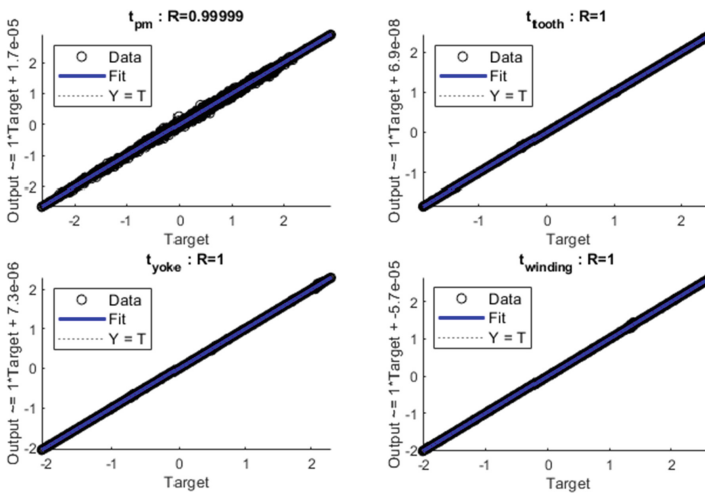 t_pm : R=0.99999
Output ~= 1*Target + 1.7e-05
Data
Fit
Y = T
2
1
0
-1
-2
-2
-1
0
1
2
Target
t_tooth : R=1
Output ~= 1*Target + 6.9e-08
Data
Fit
Y = T
2
1
0
-1
-1
0
1
2
Target
t_yoke : R=1
Output ~= 1*Target + 7.3e-06
Data
Fit
Y = T
2
1
0
-1
-2
-2
-1
0
1
2
Target
t_winding : R=1
Output ~= 1*Target + -5.7e-05
Data
Fit
Y = T
2
1
0
-1
-2
-2
-1
0
1
2
Target